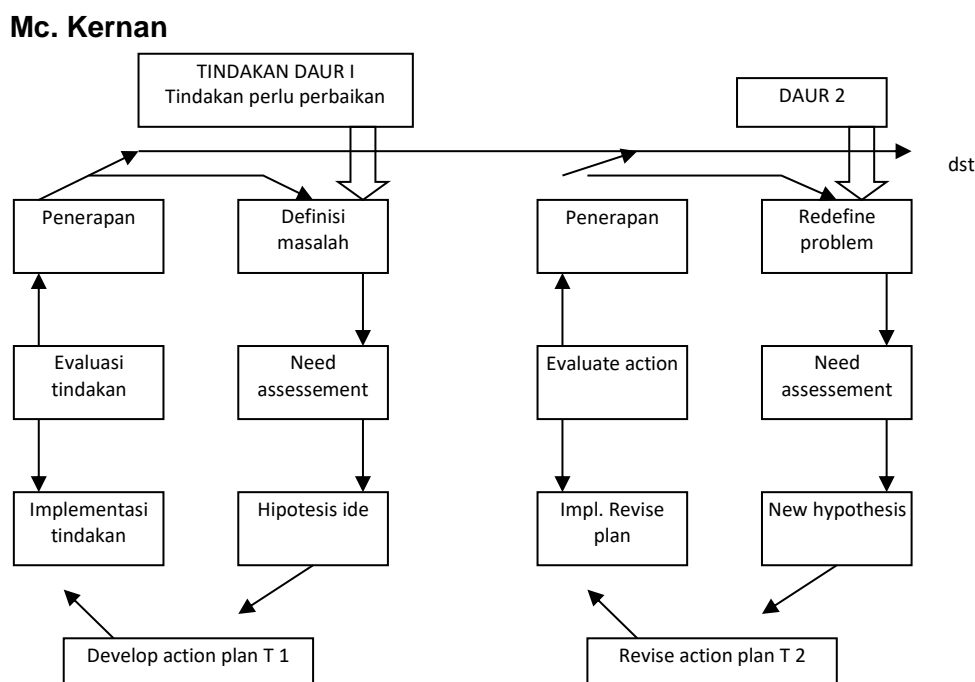 Mc. Kernan
TINDAKAN DAUR I
Tindakan perlu perbaikan
DAUR 2
dst
Penerapan
Definisi
masalah
Penerapan
Redefine
problem
Evaluasi
tindakan
Need
assessement
Evaluate action
Need
assessement
Implementasi
tindakan
Hipotesis ide
Impl. Revise
plan
New hypothesis
Develop action plan T 1
Revise action plan T 2